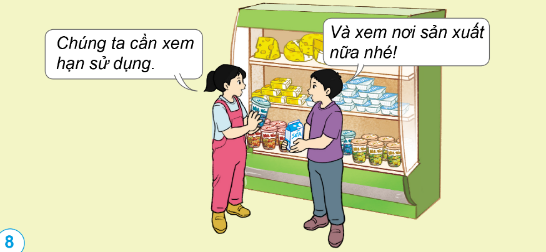 Chúng ta cần xem
hạn sử dụng.
Và xem nơi sản xuất
nữa nhé!
8